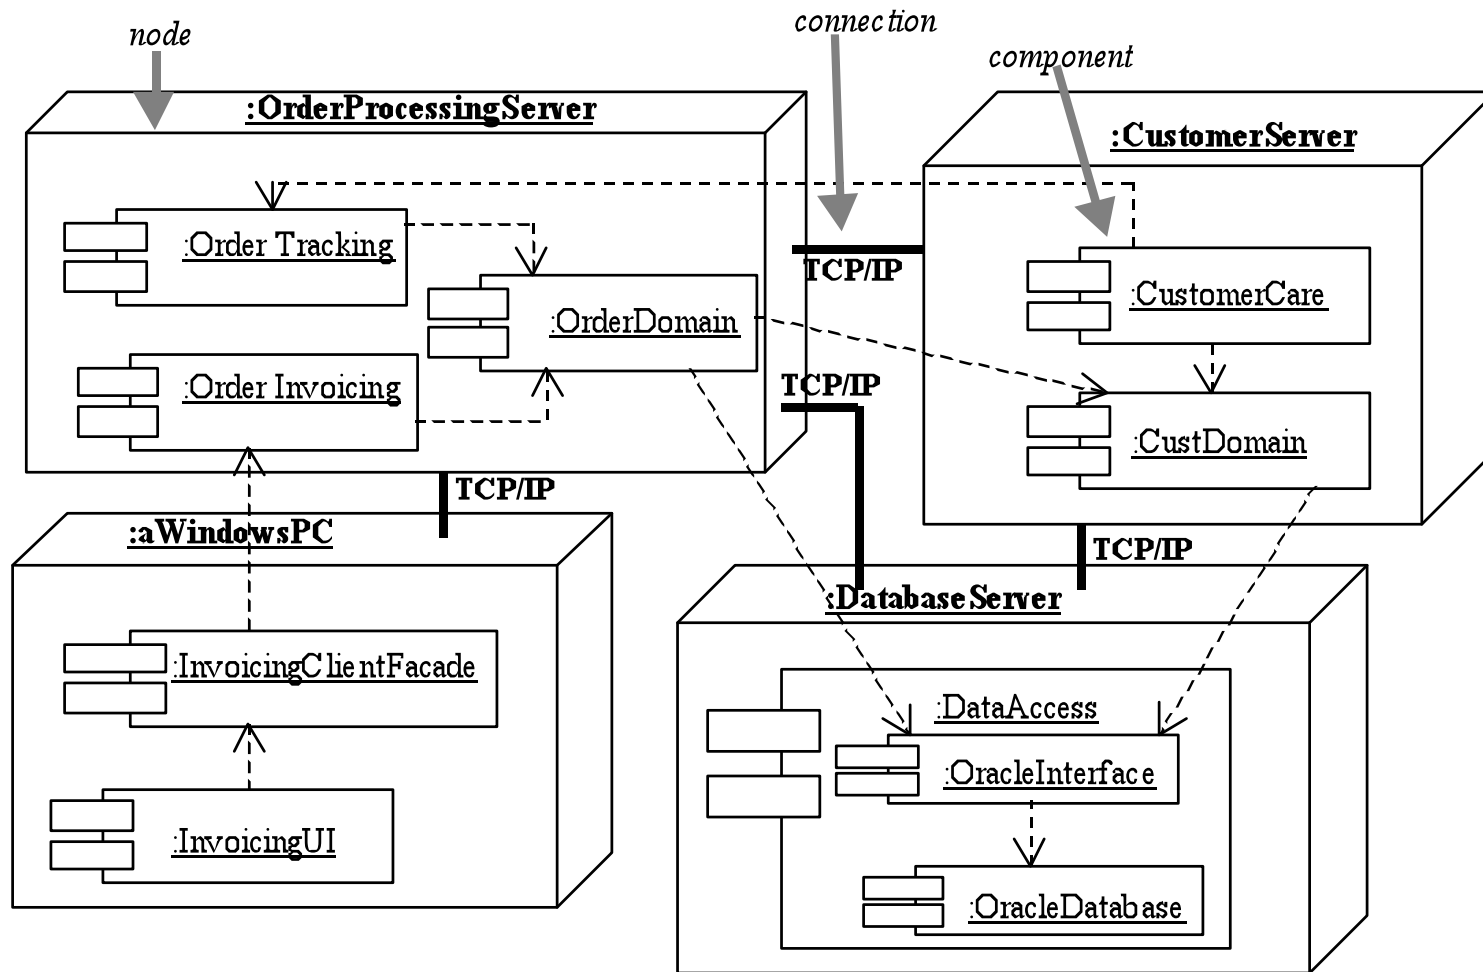 node
connection
component
:OrderProcessingServer
:CustomerServer
:Order Tracking
TCP/IP
:CustomerCare
:OrderDomain
:Order Invoicing
TCP/IP
:CustDomain
TCP/IP
:aWindowsPC
TCP/IP
:DatabaseServer
:InvoicingClientFacade
:DataAccess
:OracleInterface
:InvoicingUI
:OracleDatabase